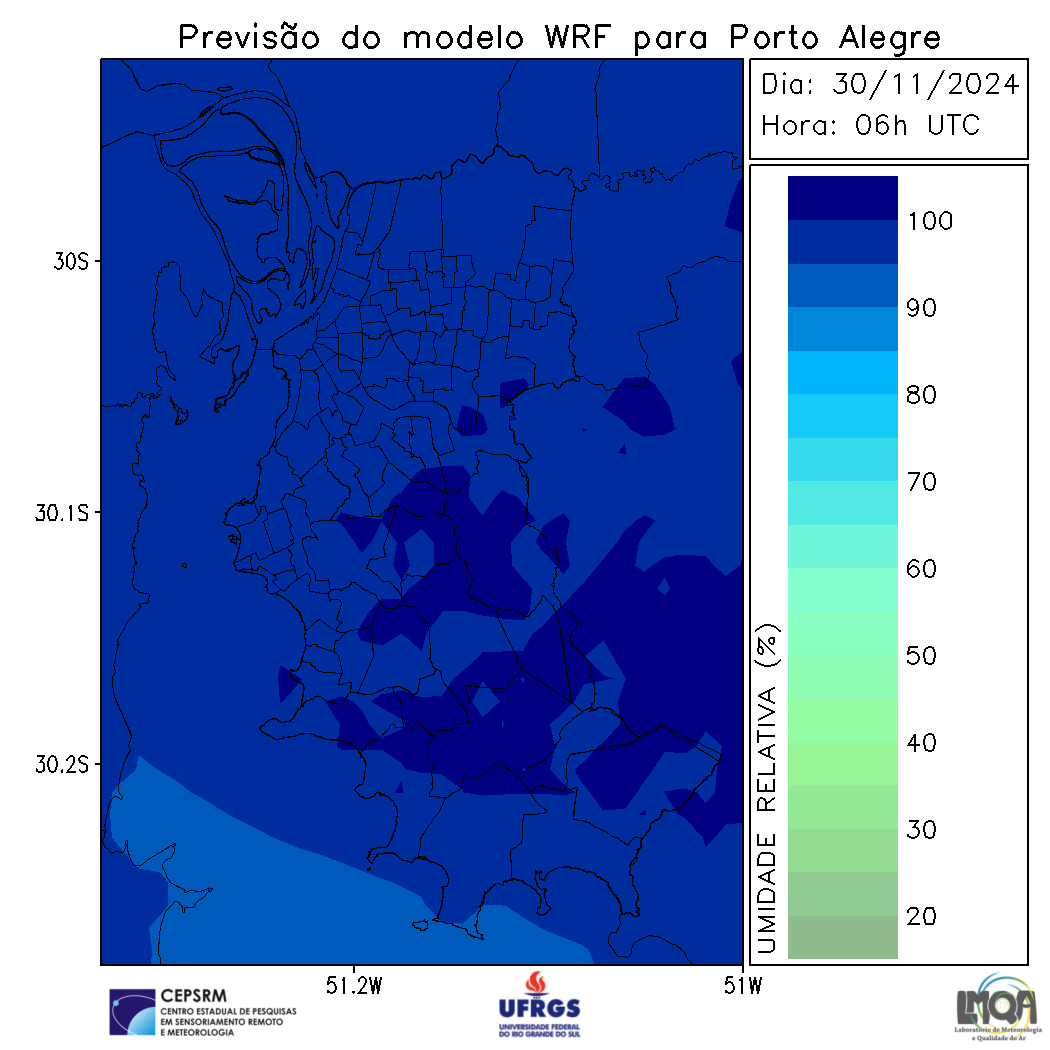 Previsão do modelo WRF para Porto Alegre
Dia: 30/11/2024
Hora: 06h UTC
30S
30.1S
30.2S
51.2W
51W
UMIDADE RELATIVA (%)
100
90
80
70
60
50
40
30
20
CEPSRM
CENTRO ESTADUAL DE PESQUISAS
EM SENSORIAMENTO REMOTO
E METEOROLOGIA
UFRGS
UNIVERSIDADE FEDERAL
DO RIO GRANDE DO SUL
LMQA
Laboratório de Meteorologia
e Qualidade do Ar